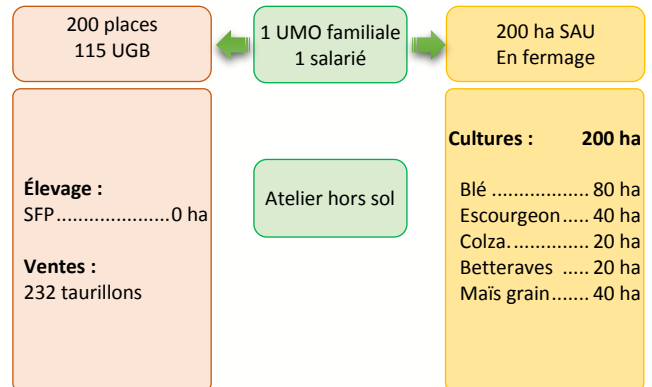 200 places
115 UGB
1 UMO familiale
1 salarié
200 ha SAU
En fermage
Élevage :
SFP.....................0 ha
Ventes :
232 taurillons
Atelier hors sol
Cultures : 200 ha
Blé .................. 80 ha
Escourgeon..... 40 ha
Colza............... 20 ha
Betteraves ..... 20 ha
Maïs grain....... 40 ha